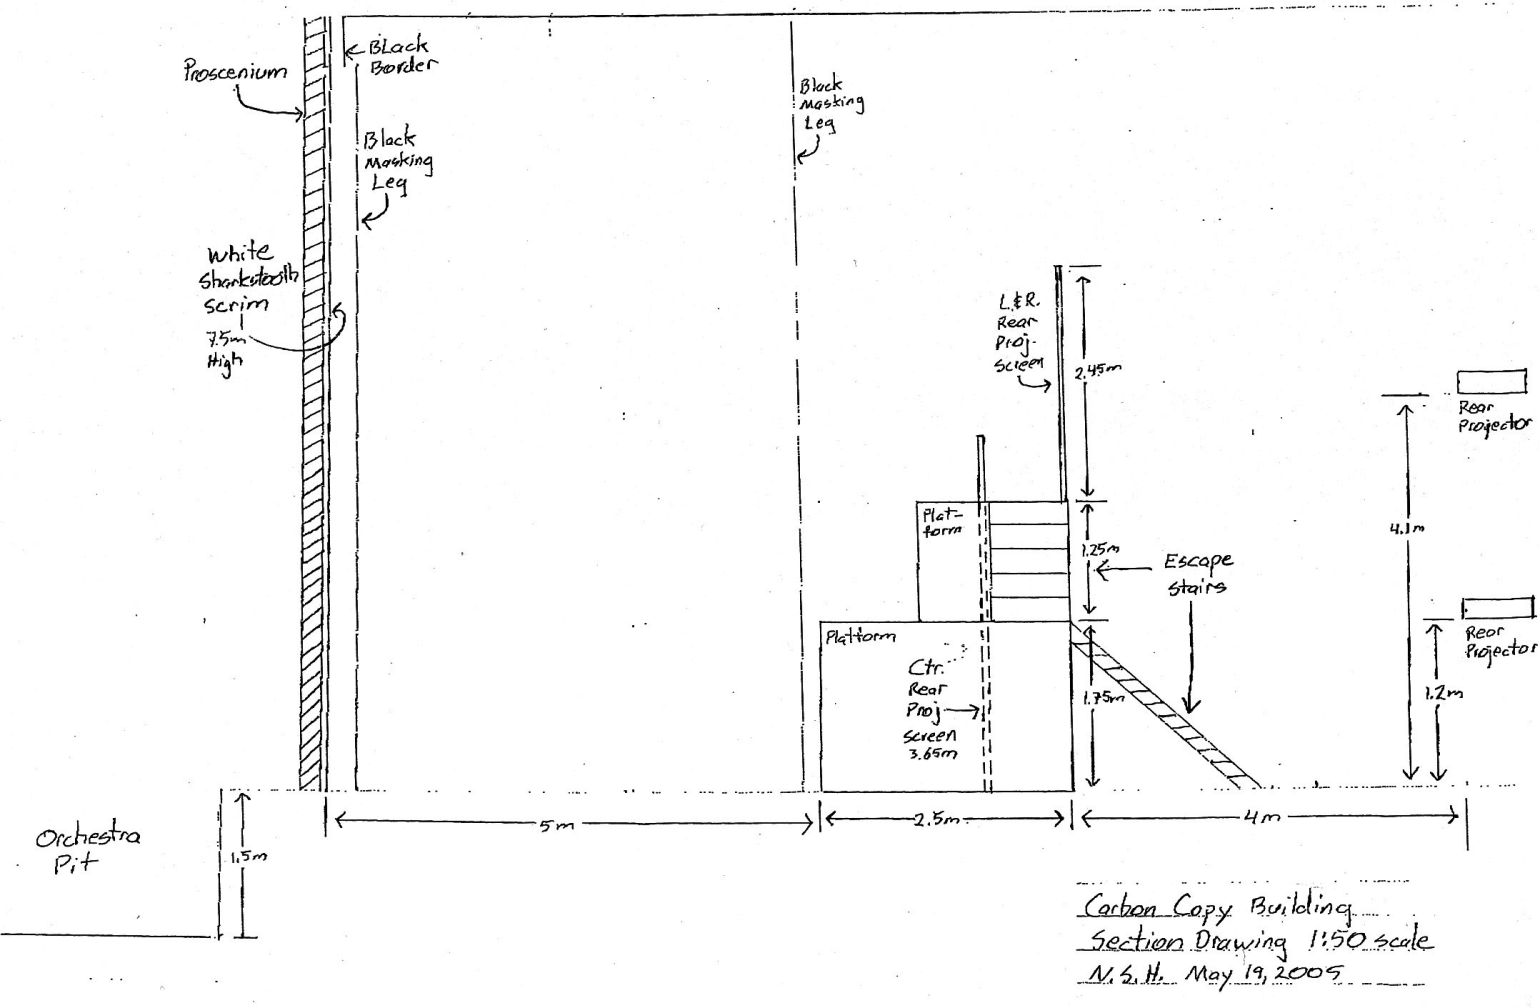 Proscenium
Black
Border
Black
Masking
Leg
White
Sharkstooth
Scrim
7.5m
High
Black
Masking
Leg
L&R.
Rear
Proj.
Screen
2.45m
Rear
Projector
4.1m
Plat-
form
1.25m
Escape
Stairs
Platform
Ctr.
Rear
Proj
Screen
3.65m
1.75m
Rear
Projector
1.2m
5m
2.5m
4m
Orchestra
Pit
1.5m
Carbon Copy Building
Section Drawing 1:50 scale
N.S.H. May 19, 2005